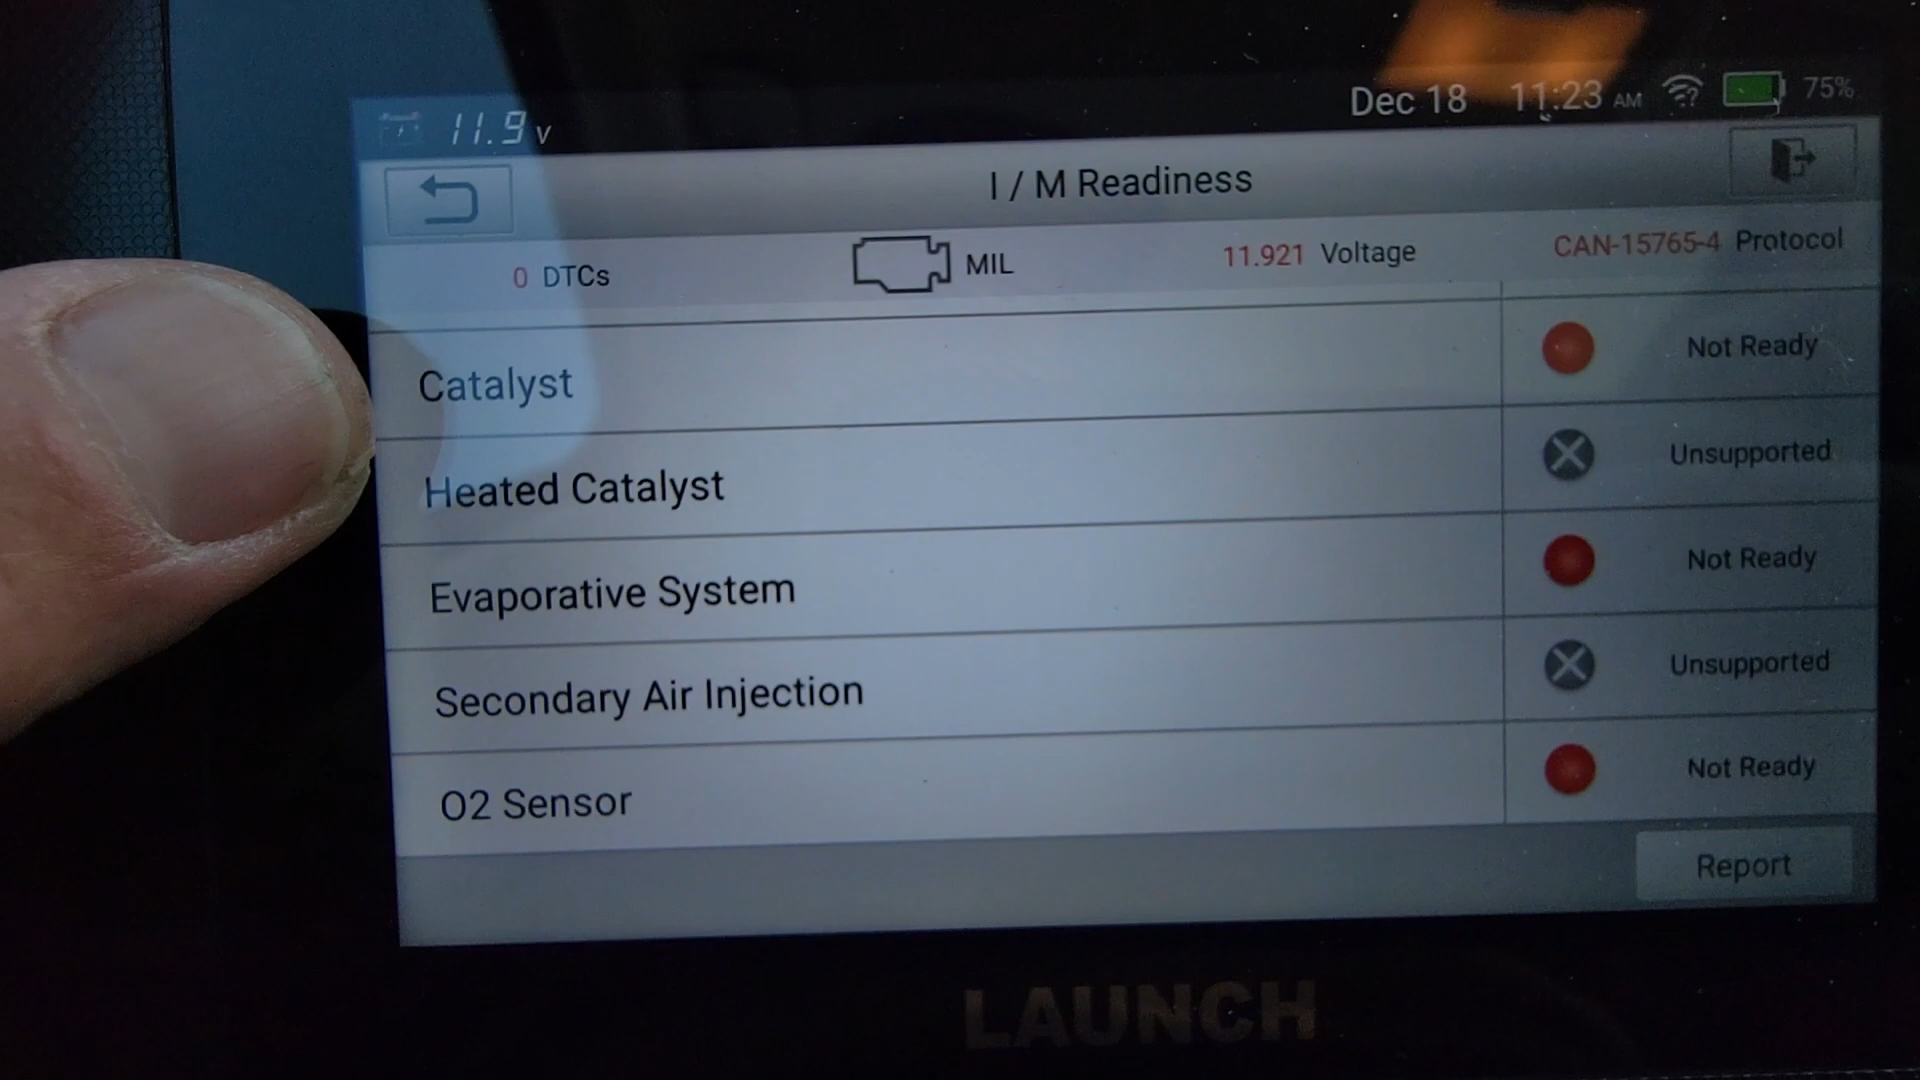 11.9 V Dec 18 11:23 AM 75%
I / M Readiness
0 DTCs MIL 11.921 Voltage CAN-15765-4 Protocol
Catalyst Not Ready
Heated Catalyst Unsupported
Evaporative System Not Ready
Secondary Air Injection Unsupported
O2 Sensor Not Ready
Report
LAUNCH